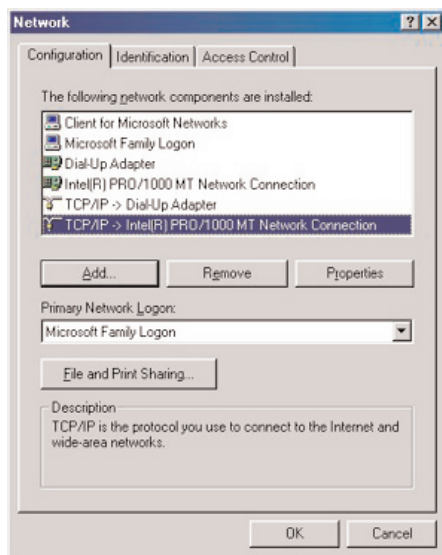 Network
Configuration Identification Access Control
The following network components are installed:
Client for Microsoft Networks
Microsoft Family Logon
Dial-Up Adapter
Intel(R) PRO/1000 MT Network Connection
TCP/IP -> Dial-Up Adapter
TCP/IP -> Intel(R) PRO/1000 MT Network Connection
Add... Remove Properties
Primary Network Logon:
Microsoft Family Logon
File and Print Sharing...
Description
TCP/IP is the protocol you use to connect to the Internet and
wide-area networks.
OK Cancel